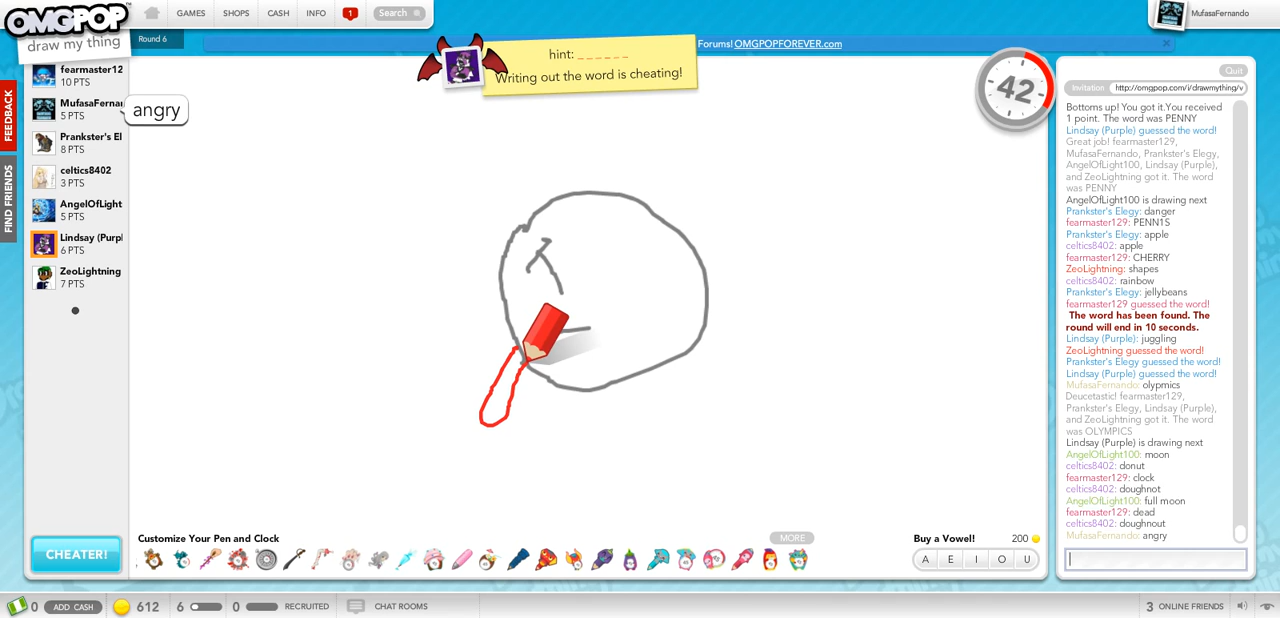 OMGPOP™
GAMES SHOPS CASH INFO 1 Search
MufasaFernando
draw my thing
Round 6
Forums! OMGPOPFOREVER.com
hint: _ _ _ _ _ _
Writing out the word is cheating!
42
FEEDBACK
FIND FRIENDS
fearmaster12
10 PTS
MufasaFernar
5 PTS
angry
Prankster's El
8 PTS
celtics8402
3 PTS
AngelOfLight
5 PTS
Lindsay (Purpl
6 PTS
ZeoLightning
7 PTS
CHEATER!
Quit
Invitation http://omgpop.com/i/drawmything/v
Bottoms up! You got it.You received
1 point. The word was PENNY
Lindsay (Purple) guessed the word!
Great job! fearmaster129,
MufasaFernando, Prankster's Elegy,
AngelOfLight100, Lindsay (Purple),
and ZeoLightning got it. The word
was PENNY
AngelOfLight100 is drawing next
Prankster's Elegy: danger
fearmaster129: PENN1S
Prankster's Elegy: apple
celtics8402: apple
fearmaster129: CHERRY
ZeoLightning: shapes
celtics8402: rainbow
Prankster's Elegy: jellybeans
fearmaster129 guessed the word!
The word has been found. The
round will end in 10 seconds.
Lindsay (Purple): juggling
ZeoLightning guessed the word!
Prankster's Elegy guessed the word!
Lindsay (Purple) guessed the word!
MufasaFernando: olypmics
Deucetastic! fearmaster129,
Prankster's Elegy, Lindsay (Purple),
and ZeoLightning got it. The word
was OLYMPICS
Lindsay (Purple) is drawing next
AngelOfLight100: moon
celtics8402: donut
fearmaster129: clock
celtics8402: doughnot
AngelOfLight100: full moon
fearmaster129: dead
celtics8402: doughnout
MufasaFernando: angry
Customize Your Pen and Clock MORE
Buy a Vowel! 200
A E I O U
0 ADD CASH 612 6 0 RECRUITED CHAT ROOMS 3 ONLINE FRIENDS